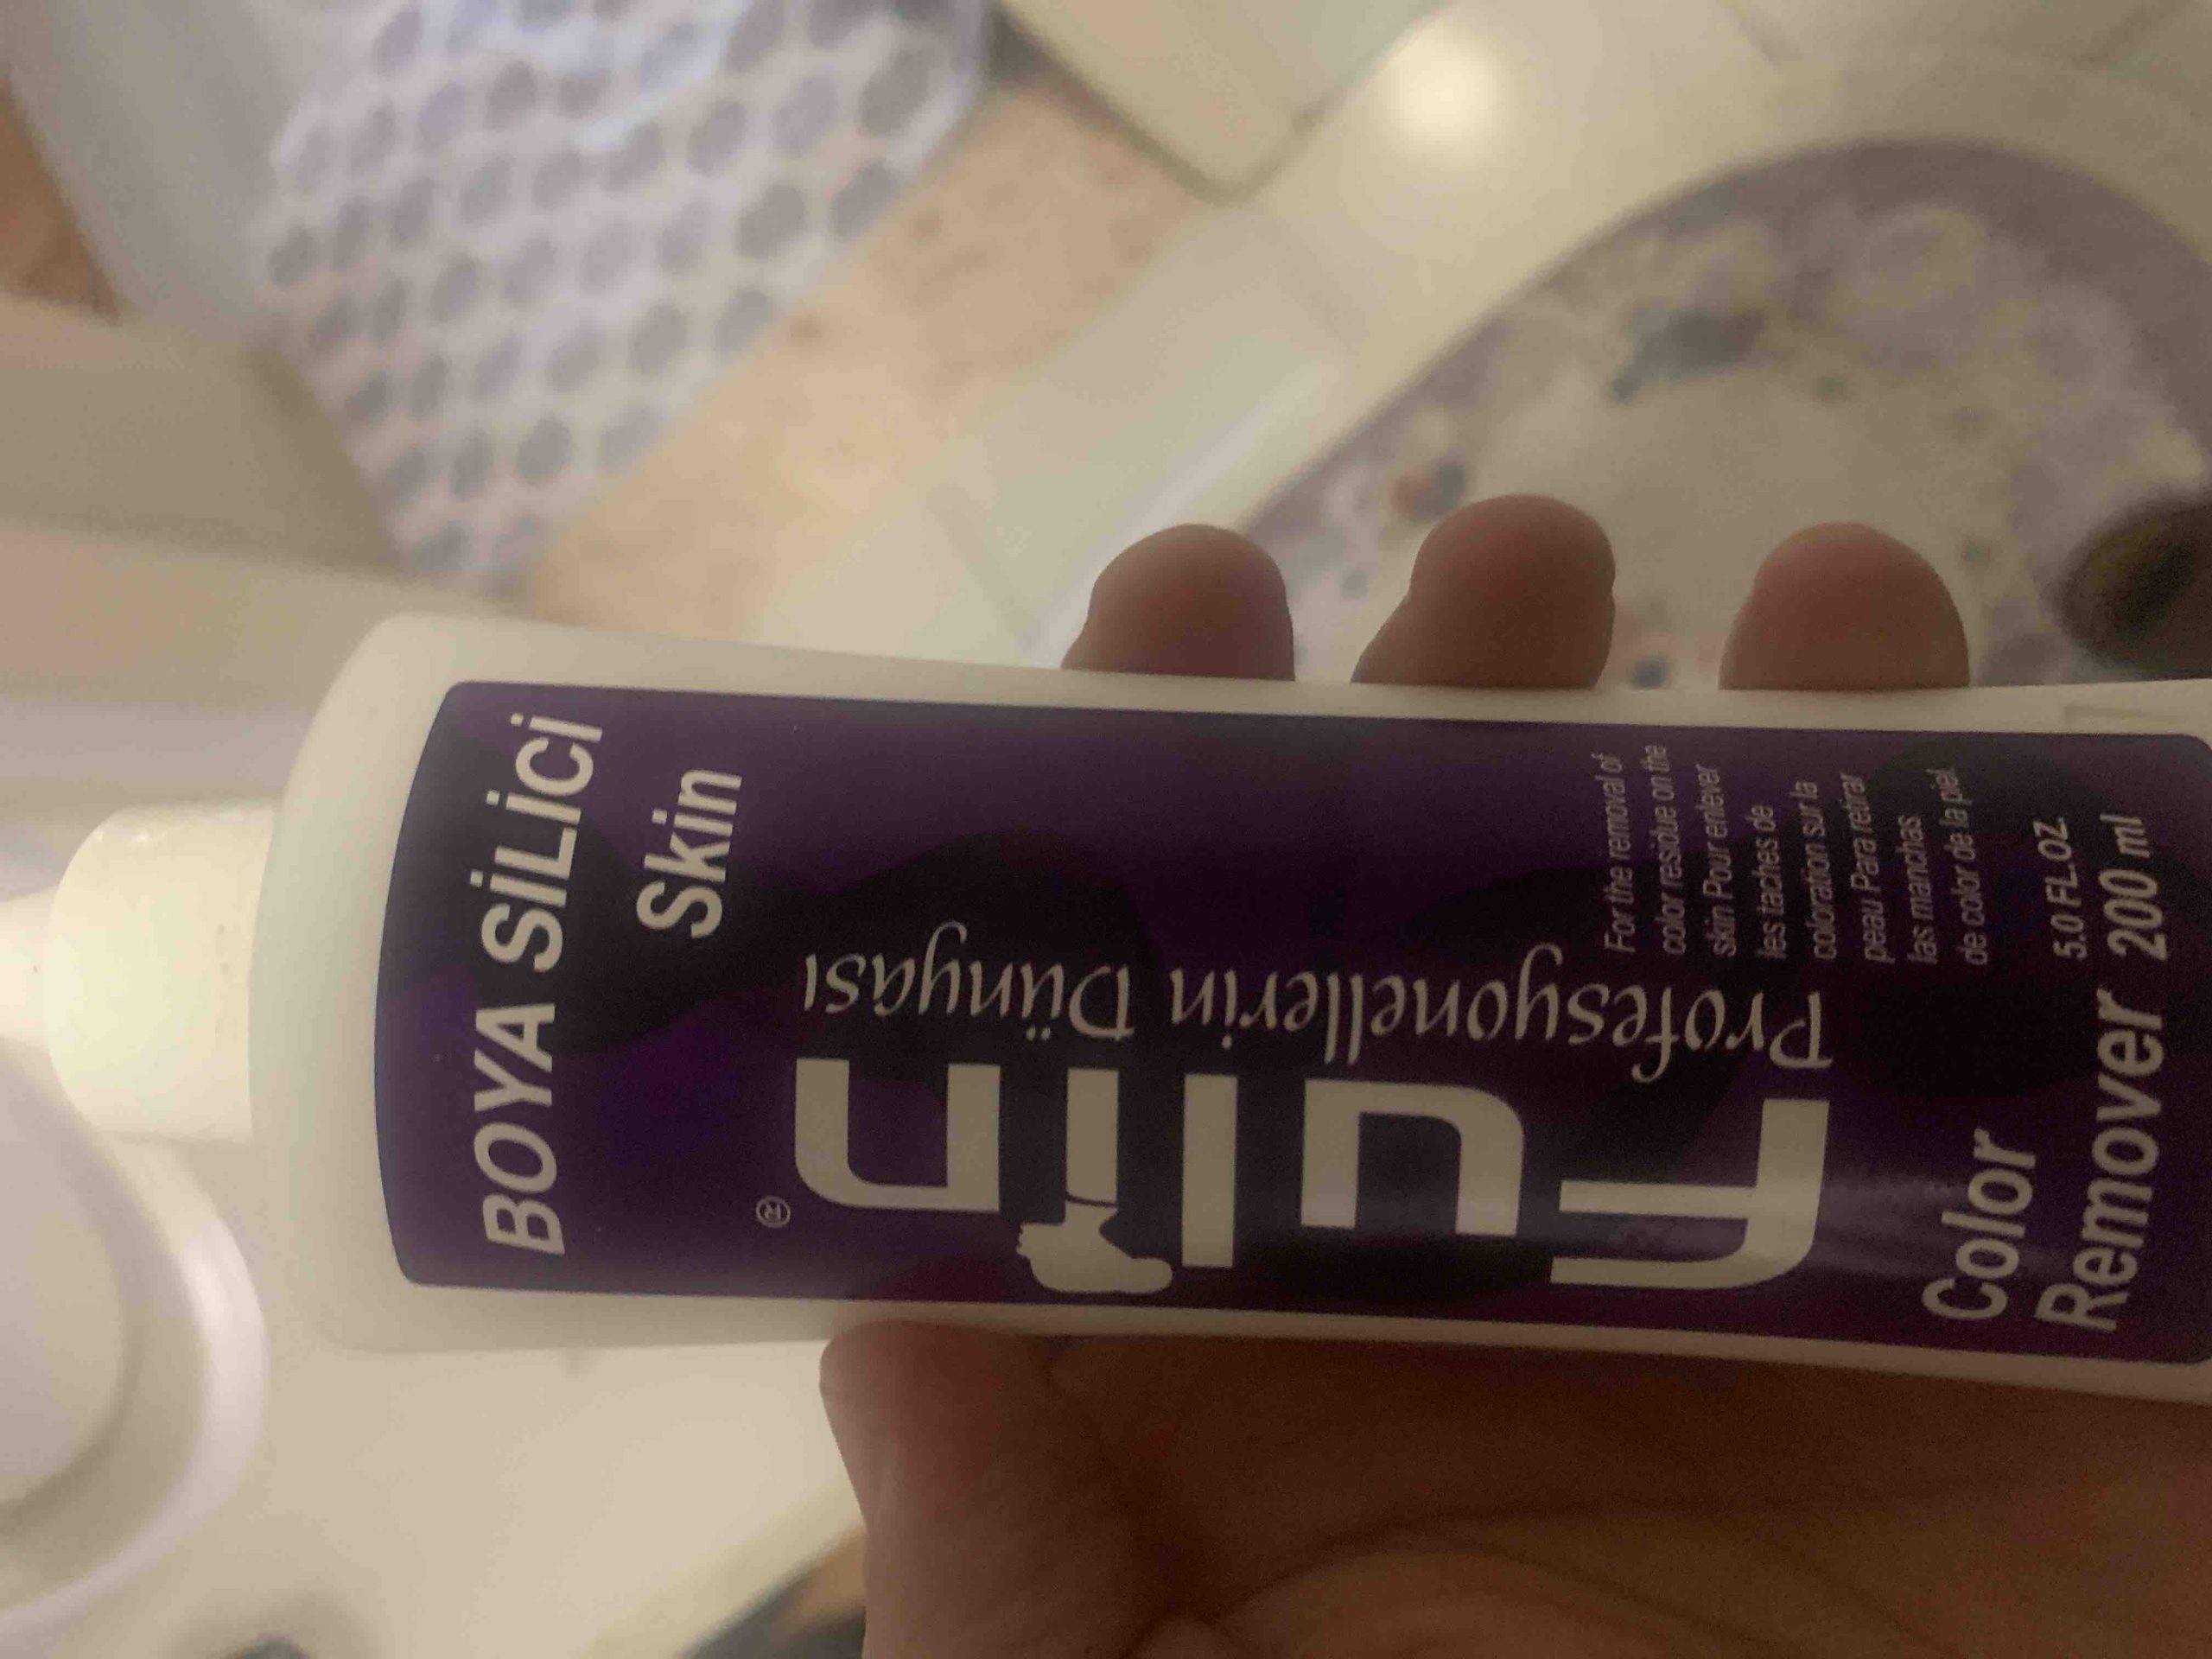 BOYA SİLİCİ
Skin
Fulin®
Profesyonellerin Dünyası
For the removal of
color residue on the
skin Pour enlever
les taches de
coloration sur la
peau Para retirar
las manchas
de color de la piel.
Color
Remover
5.0 FL.OZ.
200 ml